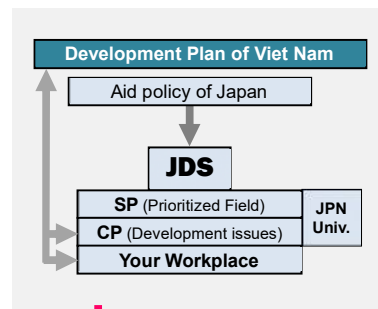 Development Plan of Viet Nam
Aid policy of Japan
JDS
SP (Prioritized Field)
CP (Development issues)
Your Workplace
JPN
Univ.